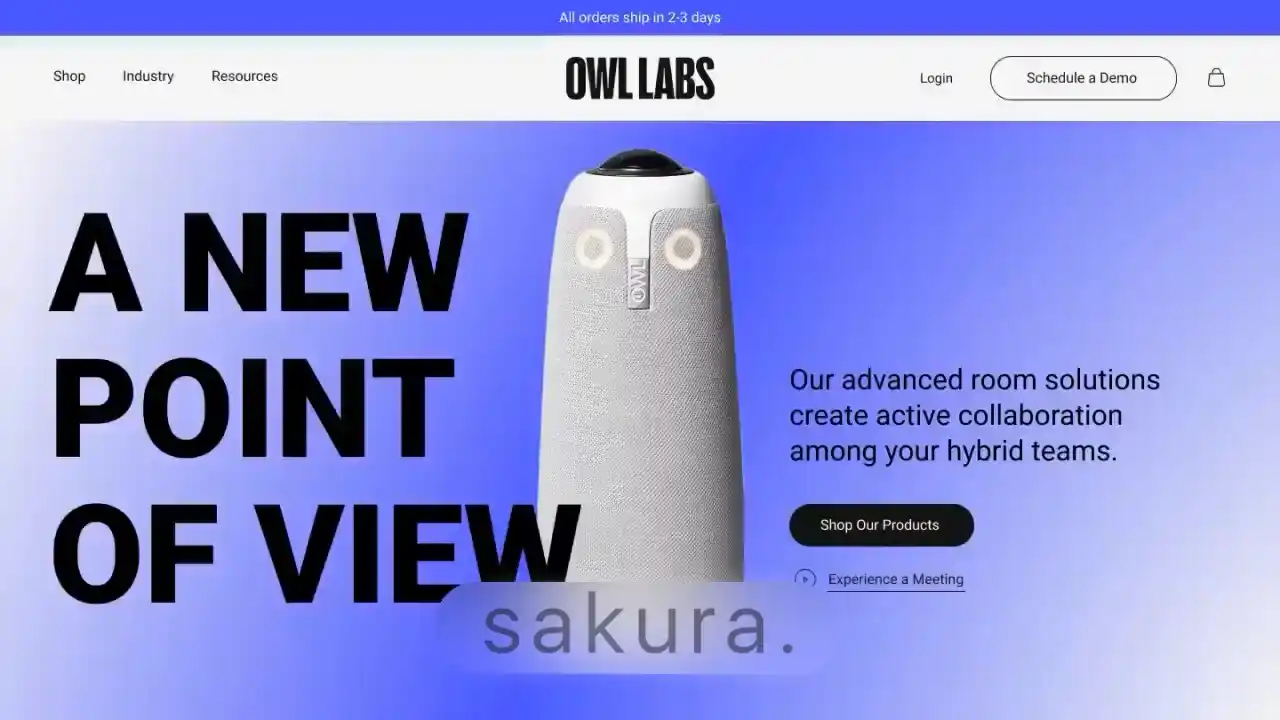 All orders ship in 2-3 days
Shop Industry Resources
OWL LABS
Login
Schedule a Demo
A NEW
POINT
OF VIEW
OWL
Our advanced room solutions
create active collaboration
among your hybrid teams.
Shop Our Products
Experience a Meeting
sakura.